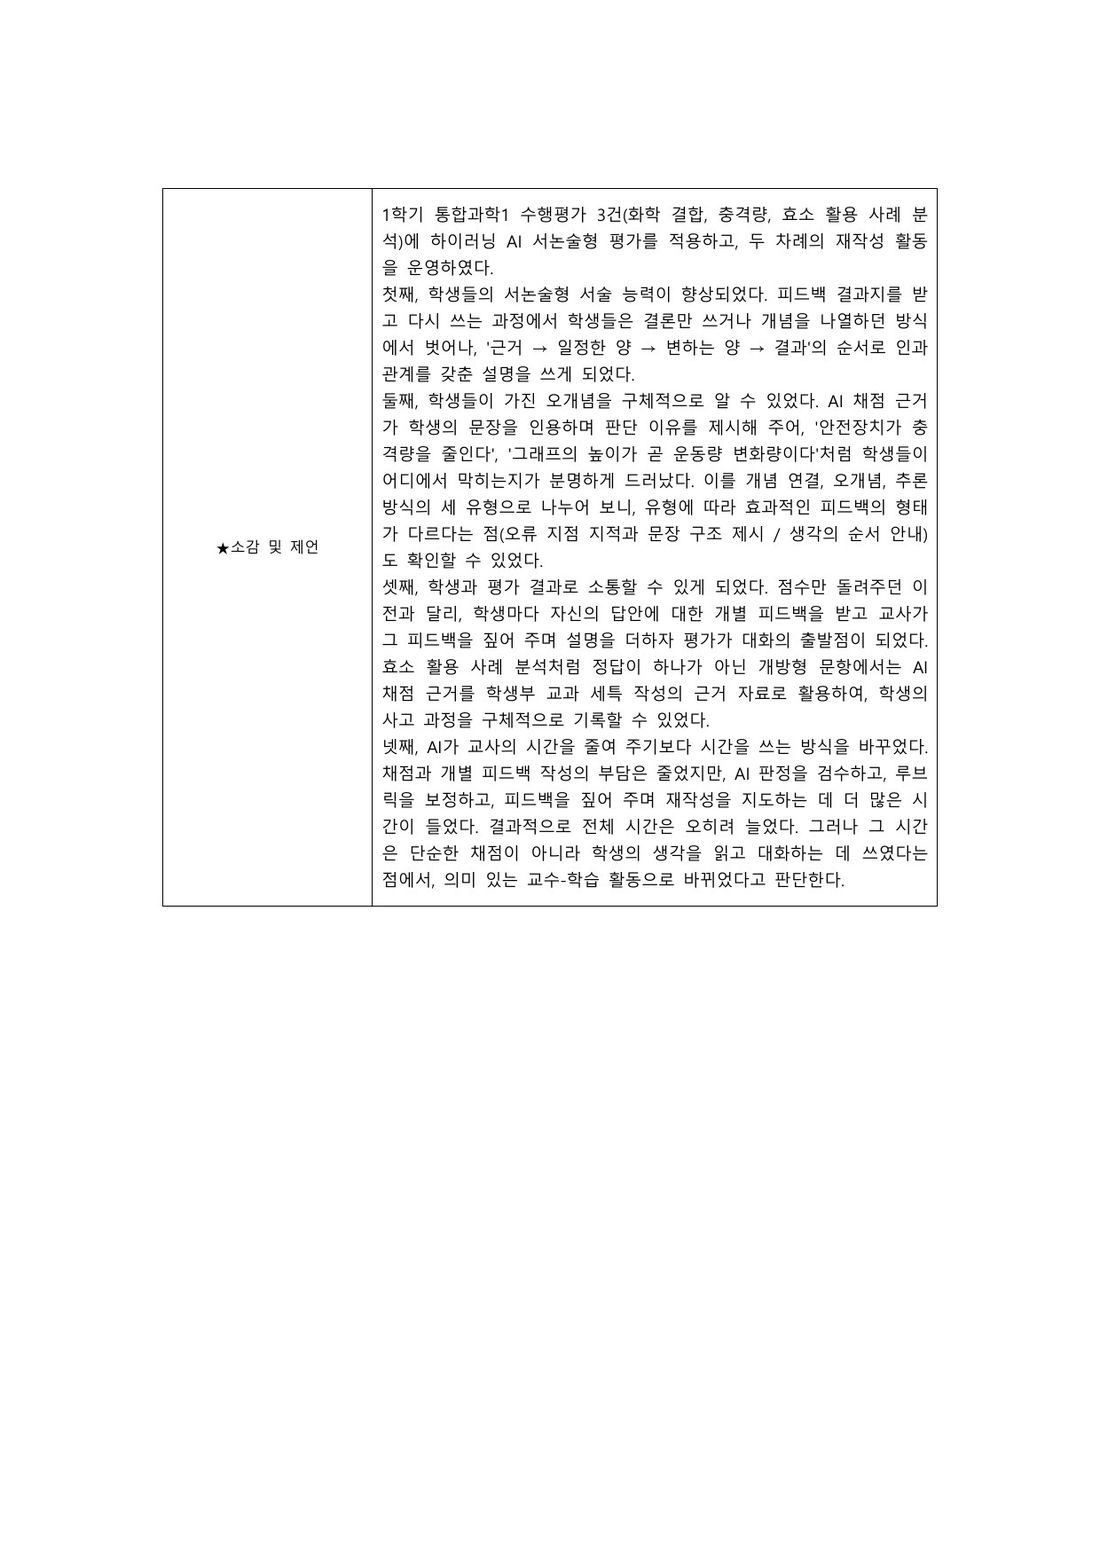 ★소감 및 제언
1학기 통합과학1 수행평가 3건(화학 결합, 충격량, 효소 활용 사례 분
석)에 하이러닝 AI 서논술형 평가를 적용하고, 두 차례의 재작성 활동
을 운영하였다.
첫째, 학생들의 서논술형 서술 능력이 향상되었다. 피드백 결과지를 받
고 다시 쓰는 과정에서 학생들은 결론만 쓰거나 개념을 나열하던 방식
에서 벗어나, '근거 → 일정한 양 → 변하는 양 → 결과'의 순서로 인과
관계를 갖춘 설명을 쓰게 되었다.
둘째, 학생들이 가진 오개념을 구체적으로 알 수 있었다. AI 채점 근거
가 학생의 문장을 인용하며 판단 이유를 제시해 주어, '안전장치가 충
격량을 줄인다', '그래프의 높이가 곧 운동량 변화량이다'처럼 학생들이
어디에서 막히는지가 분명하게 드러났다. 이를 개념 연결, 오개념, 추론
방식의 세 유형으로 나누어 보니, 유형에 따라 효과적인 피드백의 형태
가 다르다는 점(오류 지점 지적과 문장 구조 제시 / 생각의 순서 안내)
도 확인할 수 있었다.
셋째, 학생과 평가 결과로 소통할 수 있게 되었다. 점수만 돌려주던 이
전과 달리, 학생마다 자신의 답안에 대한 개별 피드백을 받고 교사가
그 피드백을 짚어 주며 설명을 더하자 평가가 대화의 출발점이 되었다.
효소 활용 사례 분석처럼 정답이 하나가 아닌 개방형 문항에서는 AI
채점 근거를 학생부 교과 세특 작성의 근거 자료로 활용하여, 학생의
사고 과정을 구체적으로 기록할 수 있었다.
넷째, AI가 교사의 시간을 줄여 주기보다 시간을 쓰는 방식을 바꾸었다.
채점과 개별 피드백 작성의 부담은 줄었지만, AI 판정을 검수하고, 루브
릭을 보정하고, 피드백을 짚어 주며 재작성을 지도하는 데 더 많은 시
간이 들었다. 결과적으로 전체 시간은 오히려 늘었다. 그러나 그 시간
은 단순한 채점이 아니라 학생의 생각을 읽고 대화하는 데 쓰였다는
점에서, 의미 있는 교수-학습 활동으로 바뀌었다고 판단한다.